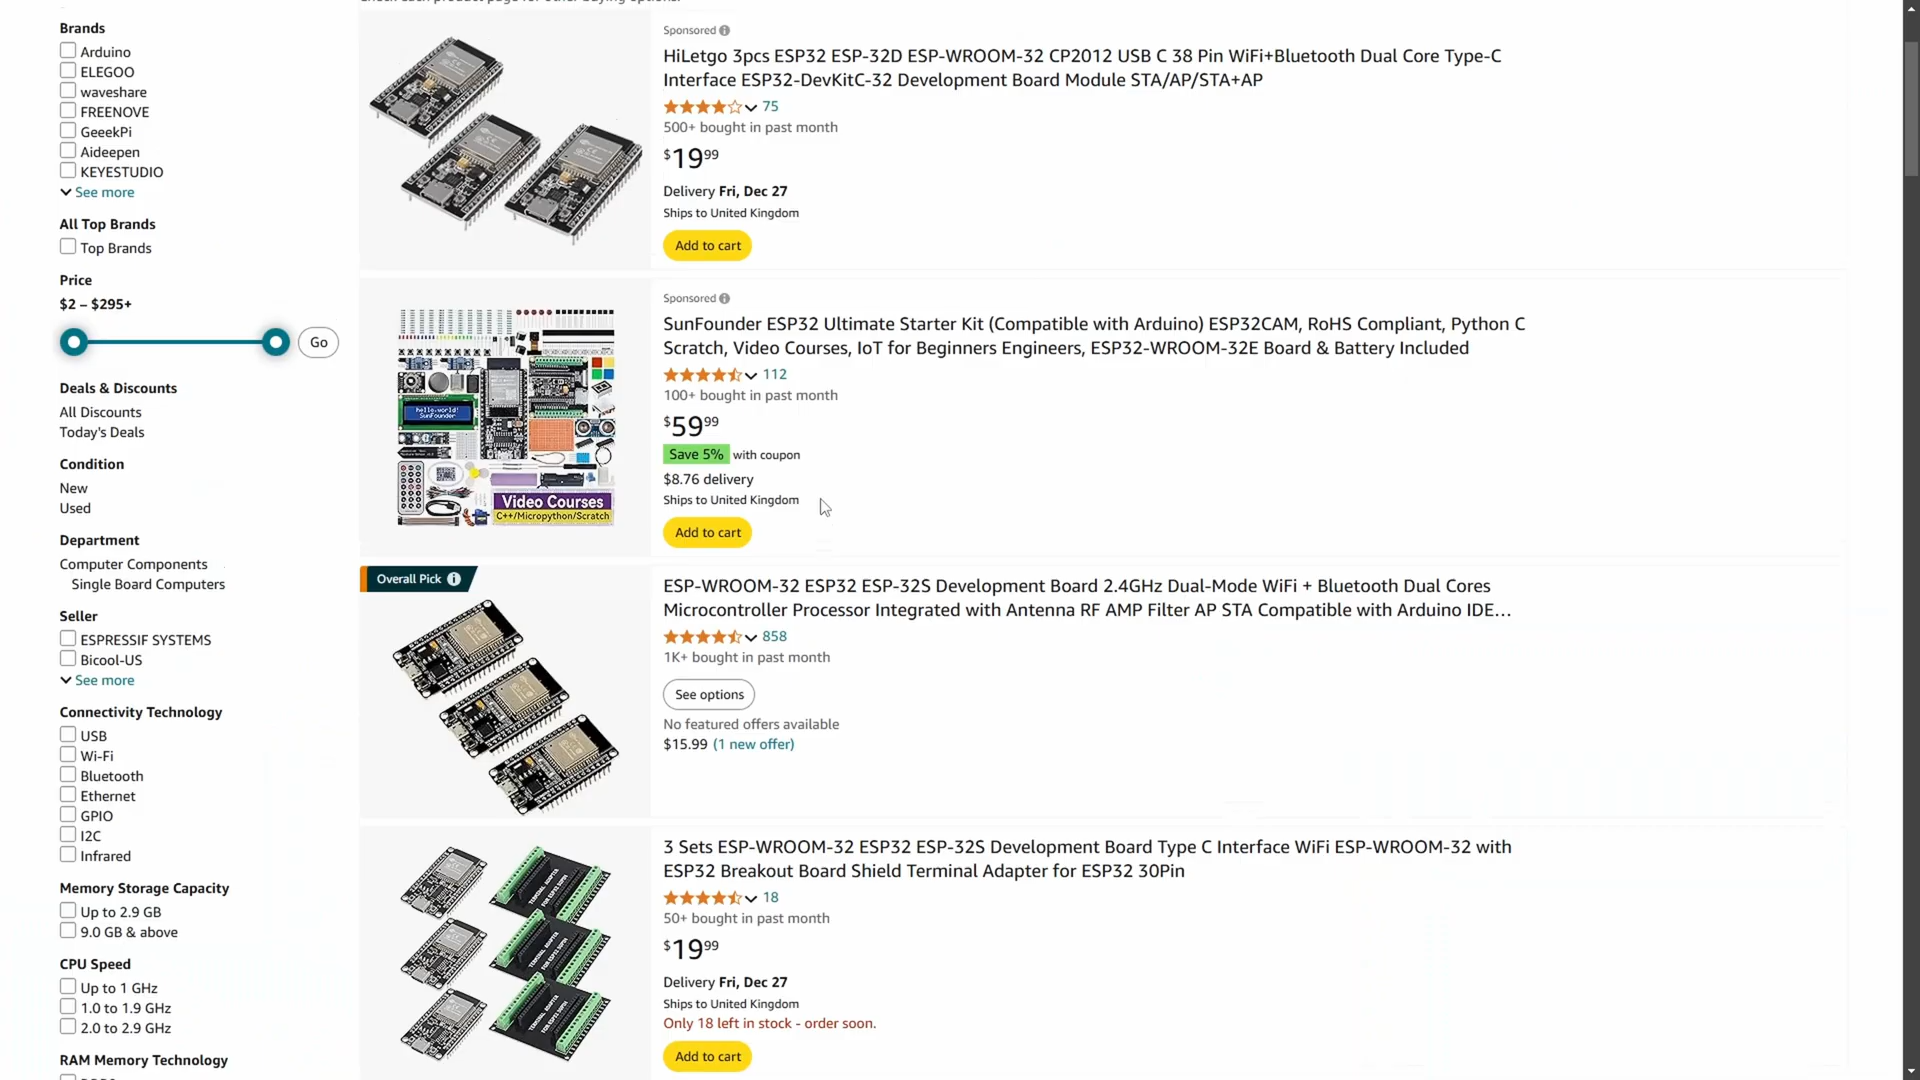 Brands
Arduino
ELEGOO
waveshare
FREENOVE
GeeekPi
Aideepen
KEYESTUDIO
See more
All Top Brands
Top Brands
Price
$2 – $295+
Go
Deals & Discounts
All Discounts
Today's Deals
Condition
New
Used
Department
Computer Components
Single Board Computers
Seller
ESPRESSIF SYSTEMS
Bicool-US
See more
Connectivity Technology
USB
Wi-Fi
Bluetooth
Ethernet
GPIO
I2C
Infrared
Memory Storage Capacity
Up to 2.9 GB
9.0 GB & above
CPU Speed
Up to 1 GHz
1.0 to 1.9 GHz
2.0 to 2.9 GHz
RAM Memory Technology
Sponsored
HiLetgo 3pcs ESP32 ESP-32D ESP-WROOM-32 CP2012 USB C 38 Pin WiFi+Bluetooth Dual Core Type-C
Interface ESP32-DevKitC-32 Development Board Module STA/AP/STA+AP
75
500+ bought in past month
$19.99
Delivery Fri, Dec 27
Ships to United Kingdom
Add to cart
Sponsored
SunFounder ESP32 Ultimate Starter Kit (Compatible with Arduino) ESP32CAM, RoHS Compliant, Python C
Scratch, Video Courses, IoT for Beginners Engineers, ESP32-WROOM-32E Board & Battery Included
112
100+ bought in past month
$59.99
Save 5% with coupon
$8.76 delivery
Ships to United Kingdom
Add to cart
hello,world!
SunFounder
Video Courses
C++/Micropython/Scratch
Overall Pick
ESP-WROOM-32 ESP32 ESP-32S Development Board 2.4GHz Dual-Mode WiFi + Bluetooth Dual Cores
Microcontroller Processor Integrated with Antenna RF AMP Filter AP STA Compatible with Arduino IDE…
858
1K+ bought in past month
See options
No featured offers available
$15.99 (1 new offer)
3 Sets ESP-WROOM-32 ESP32 ESP-32S Development Board Type C Interface WiFi ESP-WROOM-32 with
ESP32 Breakout Board Shield Terminal Adapter for ESP32 30Pin
18
50+ bought in past month
$19.99
Delivery Fri, Dec 27
Ships to United Kingdom
Only 18 left in stock - order soon.
Add to cart